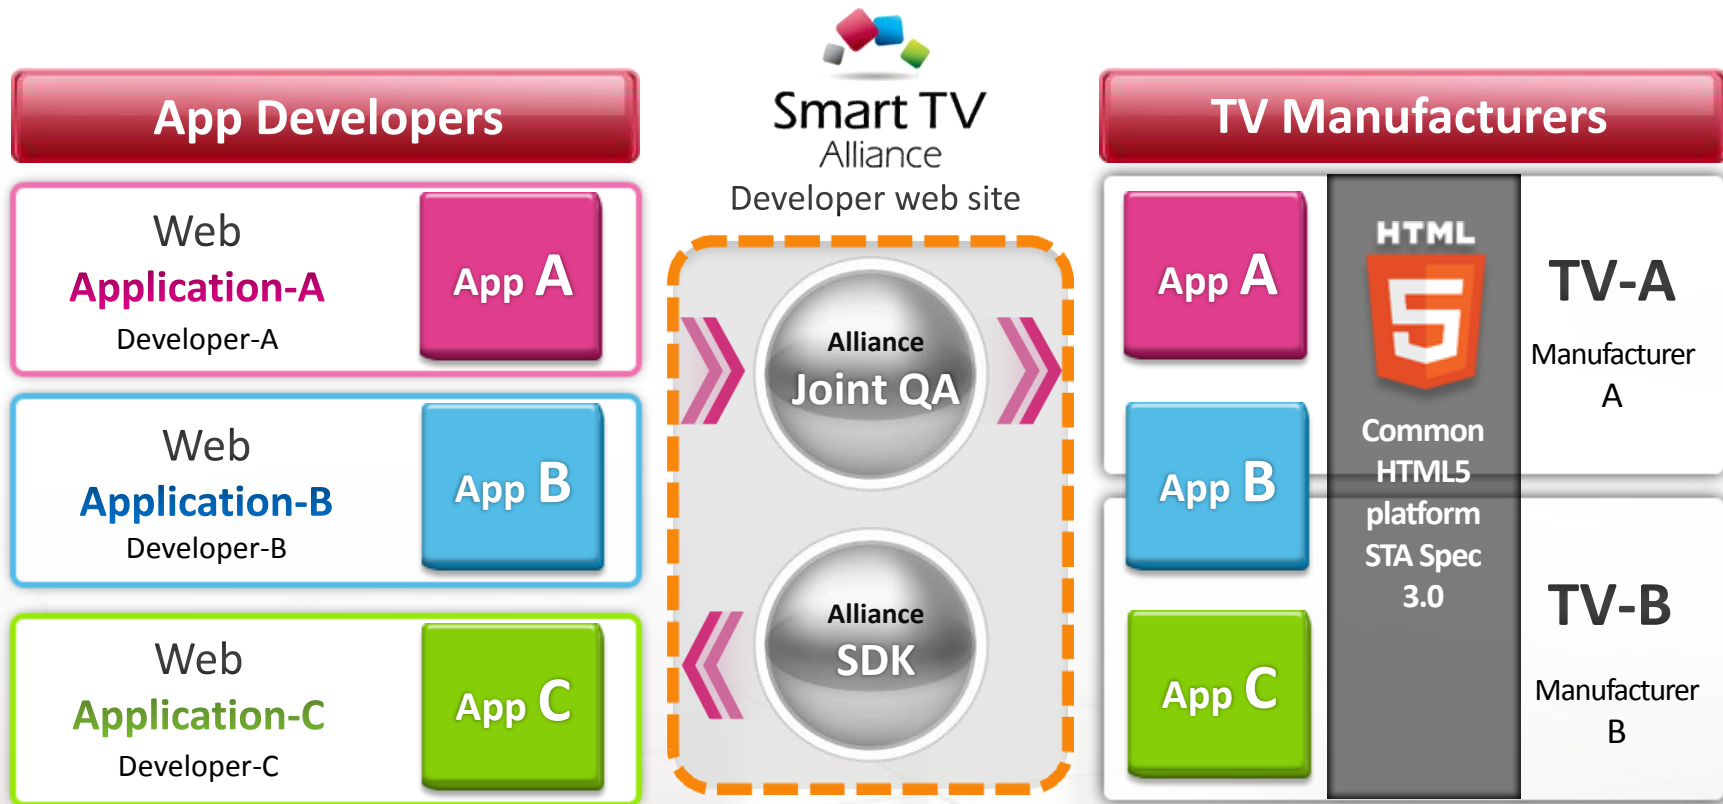 App Developers
Web
Application-A
Developer-A
App A
Web
Application-B
Developer-B
App B
Web
Application-C
Developer-C
App C
Smart TV
Alliance
Developer web site
Alliance
Joint QA
Alliance
SDK
TV Manufacturers
App A
App B
App C
HTML
5
Common
HTML5
platform
STA Spec
3.0
TV-A
Manufacturer
A
TV-B
Manufacturer
B